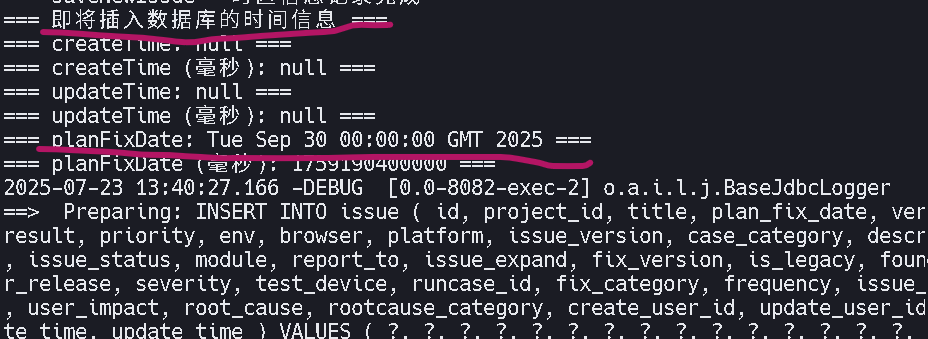 === 即将插入数据库的时间信息 ===
=== createTime: null ===
=== createTime (毫秒): null ===
=== updateTime: null ===
=== updateTime (毫秒): null ===
=== planFixDate: Tue Sep 30 00:00:00 GMT 2025 ===
=== planFixDate (毫秒): 1759190400000 ===
2025-07-23 13:40:27.166 -DEBUG [0.0-8082-exec-2] o.a.i.l.j.BaseJdbcLogger
==> Preparing: INSERT INTO issue ( id, project_id, title, plan_fix_date, ver
result, priority, env, browser, platform, issue_version, case_category, descr
, issue_status, module, report_to, issue_expand, fix_version, is_legacy, foun
r_release, severity, test_device, runcase_id, fix_category, frequency, issue_
, user_impact, root_cause, rootcause_category, create_user_id, update_user_id
te_time, update_time ) VALUES ( ?, ?, ?, ?, ?, ?, ?, ?, ?, ?, ?, ?, ?, ?, ?,